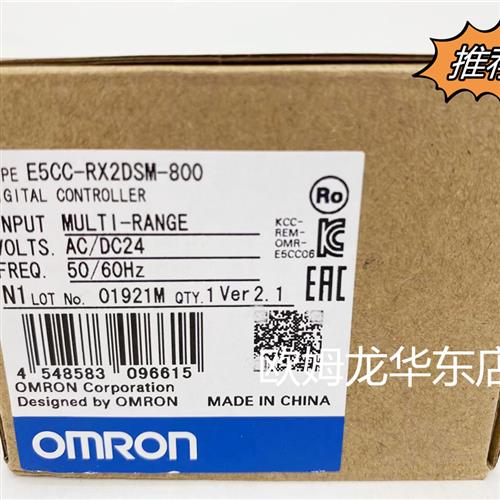 推荐
PE E5CC-RX2DSM-800
IGITAL CONTROLLER
INPUT MULTI-RANGE
VOLTS. AC/DC24
FREQ. 50/60Hz
N1 LOT No. 01921M QTY.1 Ver2.1
Ro
KCC-
REM-
OMR-
E5CC06
EAC
4 548583 096615
OMRON Corporation
Designed by OMRON
MADE IN CHINA
欧姆龙华东店
OMRON